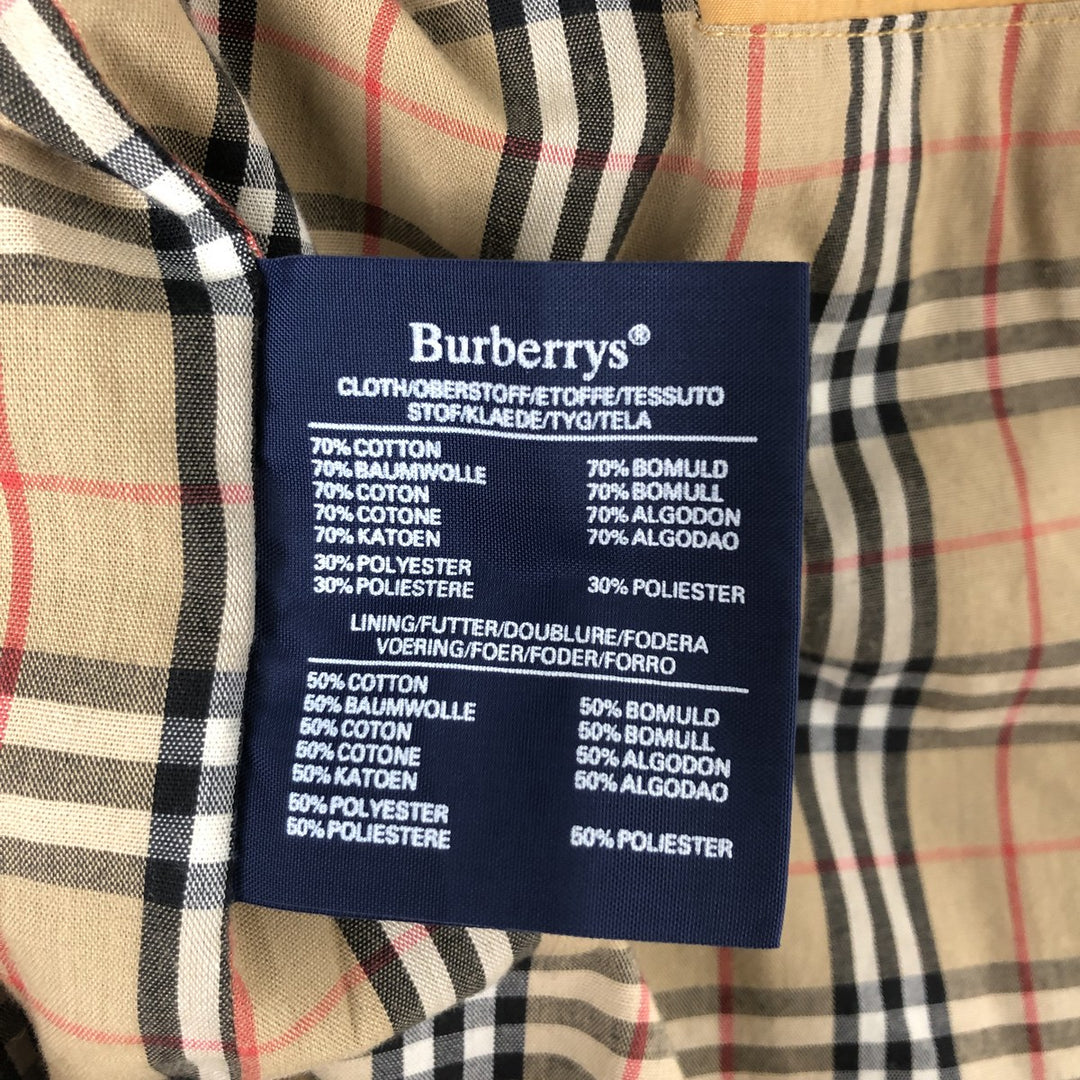 Burberrys®
CLOTH/OBERSTOFF/ETOFFE/TESSUTO
STOF/KLAEDE/TYG/TELA
70% COTTON
70% BAUMWOLLE 70% BOMULD
70% COTON 70% BOMULL
70% COTONE 70% ALGODON
70% KATOEN 70% ALGODAO
30% POLYESTER
30% POLIESTERE 30% POLIESTER
LINING/FUTTER/DOUBLURE/FODERA
VOERING/FOER/FODER/FORRO
50% COTTON
50% BAUMWOLLE 50% BOMULD
50% COTON 50% BOMULL
50% COTONE 50% ALGODON
50% KATOEN 50% ALGODAO
50% POLYESTER
50% POLIESTERE 50% POLIESTER